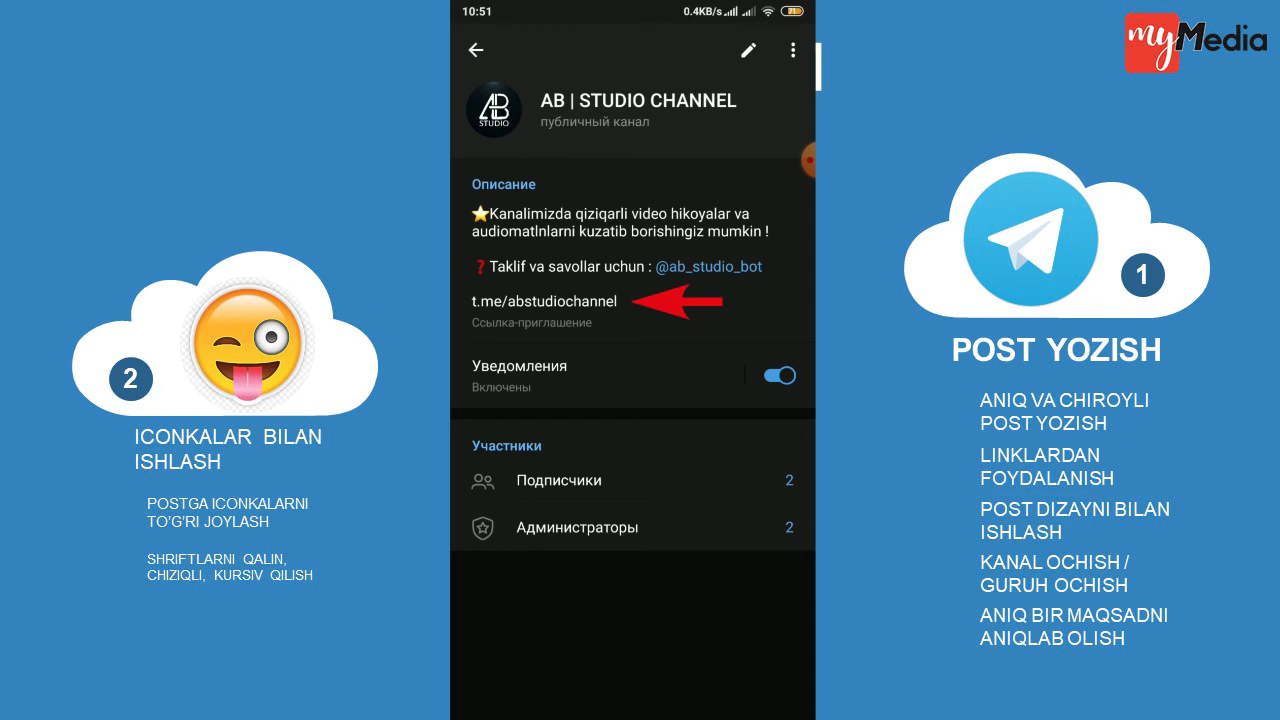 10:51
0.4KB/s
71
myMedia
AB | STUDIO CHANNEL
публичный канал
AB
STUDIO
Описание
⭐Kanalimizda qiziqarli video hikoyalar va
audiomatlnlarni kuzatib borishingiz mumkin !
❓Taklif va savollar uchun : @ab_studio_bot
t.me/abstudiochannel
Ссылка-приглашение
Уведомления
Включены
Участники
Подписчики 2
Администраторы 2
2
ICONKALAR BILAN
ISHLASH
POSTGA ICONKALARNI
TO'G'RI JOYLASH
SHRIFTLARNI QALIN,
CHIZIQLI, KURSIV QILISH
1
POST YOZISH
ANIQ VA CHIROYLI
POST YOZISH
LINKLARDAN
FOYDALANISH
POST DIZAYNI BILAN
ISHLASH
KANAL OCHISH /
GURUH OCHISH
ANIQ BIR MAQSADNI
ANIQLAB OLISH